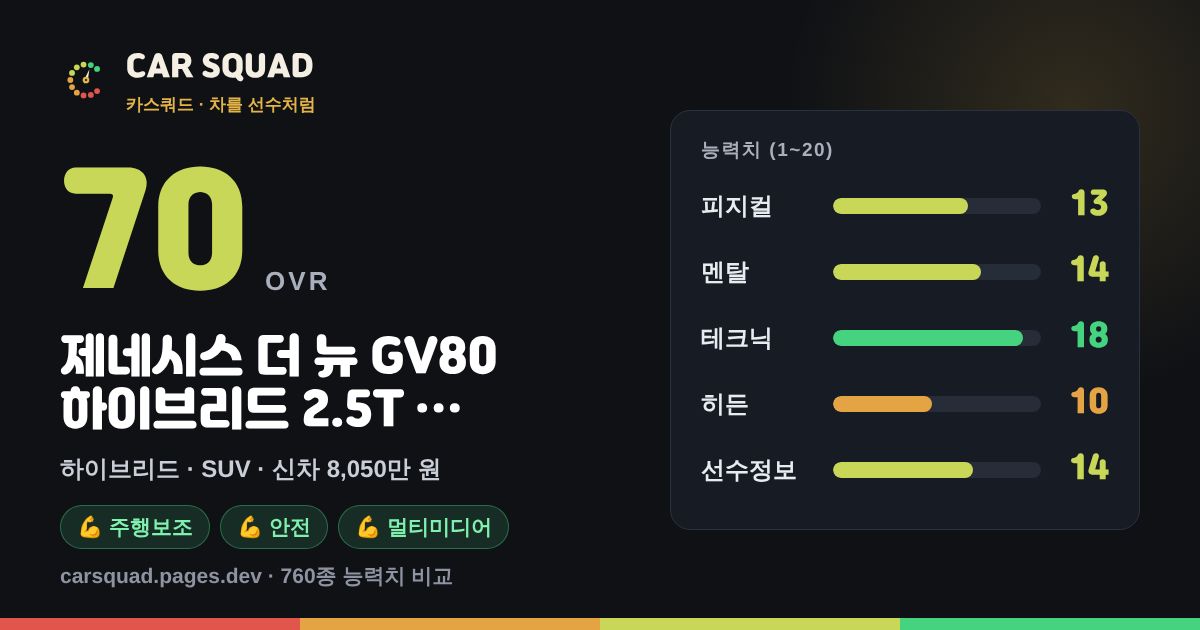 CAR SQUAD
카스쿼드 · 차를 선수처럼
70 OVR
제네시스 더 뉴 GV80
하이브리드 2.5T ⋯
하이브리드 · SUV · 신차 8,050만 원
💪 주행보조 💪 안전 💪 멀티미디어
carsquad.pages.dev · 760종 능력치 비교
능력치 (1~20)
피지컬 13
멘탈 14
테크닉 18
히든 10
선수정보 14